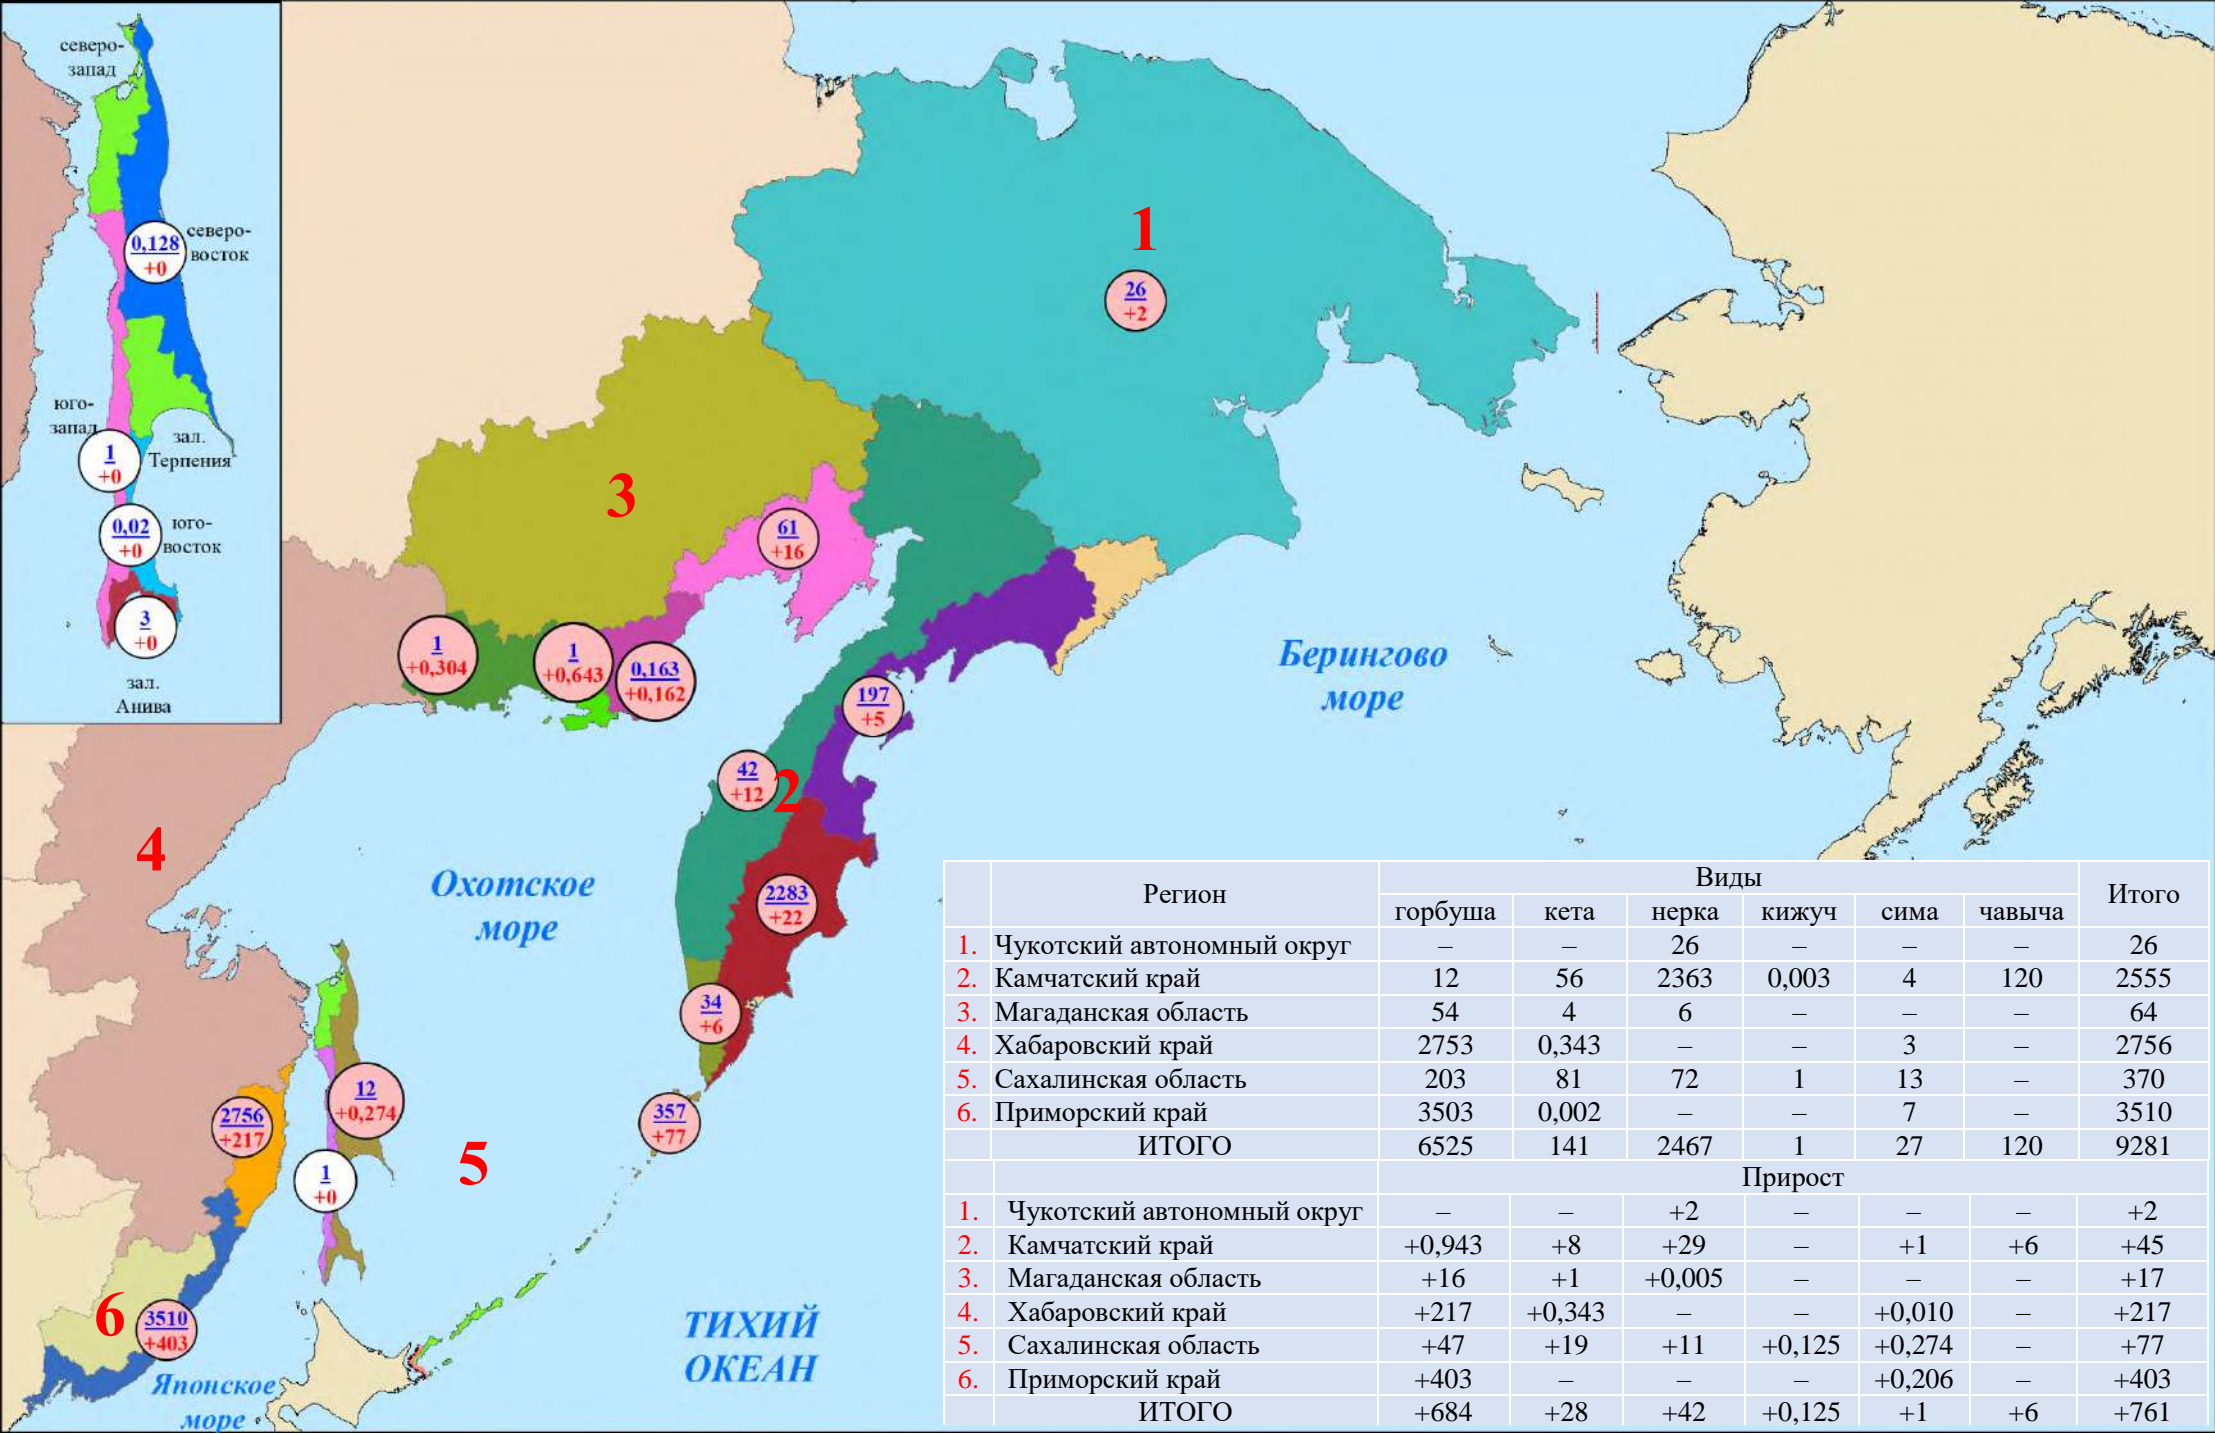 северо-
запад
северо-
восток
0,128
+0
юго-
запад
зал.
Терпения
1
+0
0,02
+0
юго-
восток
3
+0
зал.
Анива
1
26
+2
3
61
+16
1
+0,304
1
+0,643
0,163
+0,162
Берингово
море
197
+5
42
+12
2
4
Охотское
море
2283
+22
34
+6
12
+0,274
2756
+217
357
+77
5
1
+0
6
3510
+403
Японское
море
ТИХИЙ
ОКЕАН
Регион Виды Итого
горбуша кета нерка кижуч сима чавыча
1. Чукотский автономный округ – – 26 – – – 26
2. Камчатский край 12 56 2363 0,003 4 120 2555
3. Магаданская область 54 4 6 – – – 64
4. Хабаровский край 2753 0,343 – – 3 – 2756
5. Сахалинская область 203 81 72 1 13 – 370
6. Приморский край 3503 0,002 – – 7 – 3510
ИТОГО 6525 141 2467 1 27 120 9281
Прирост
1. Чукотский автономный округ – – +2 – – – +2
2. Камчатский край +0,943 +8 +29 – +1 +6 +45
3. Магаданская область +16 +1 +0,005 – – – +17
4. Хабаровский край +217 +0,343 – – +0,010 – +217
5. Сахалинская область +47 +19 +11 +0,125 +0,274 – +77
6. Приморский край +403 – – – +0,206 – +403
ИТОГО +684 +28 +42 +0,125 +1 +6 +761